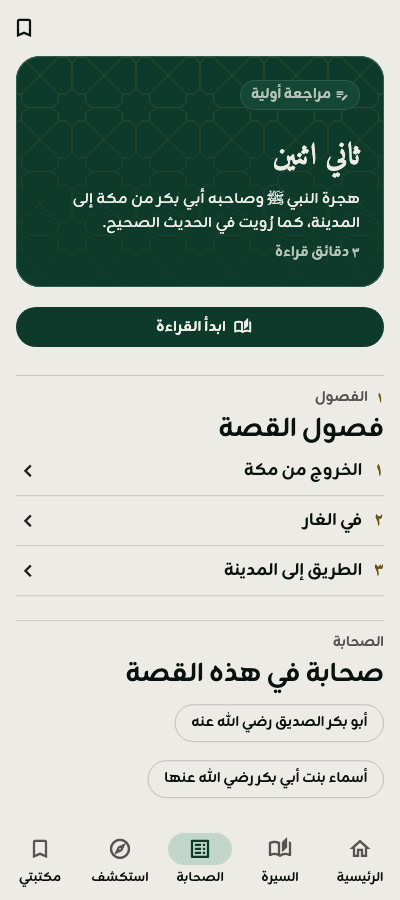 مراجعة أولية
ثاني اثنين
هجرة النبي ﷺ وصاحبه أبي بكر من مكة إلى
المدينة، كما رُويت في الحديث الصحيح.
٣ دقائق قراءة
ابدأ القراءة
١ الفصول
فصول القصة
١ الخروج من مكة
٢ في الغار
٣ الطريق إلى المدينة
الصحابة
صحابة في هذه القصة
أبو بكر الصديق رضي الله عنه
أسماء بنت أبي بكر رضي الله عنها
الرئيسية السيرة الصحابة استكشف مكتبتي